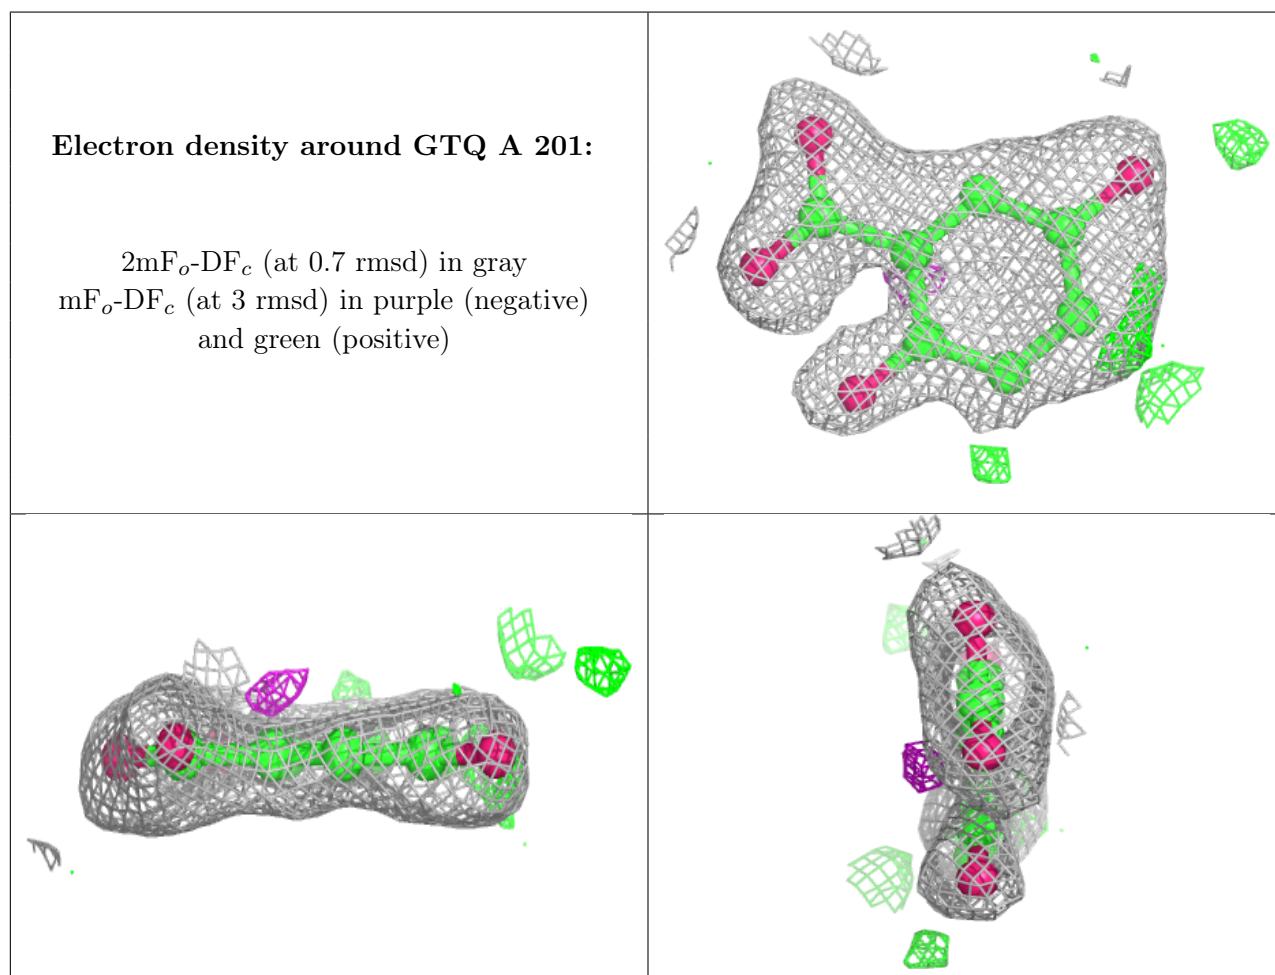 Electron density around GTQ A 201:
2mFo-DFc (at 0.7 rmsd) in gray
mFo-DFc (at 3 rmsd) in purple (negative)
and green (positive)